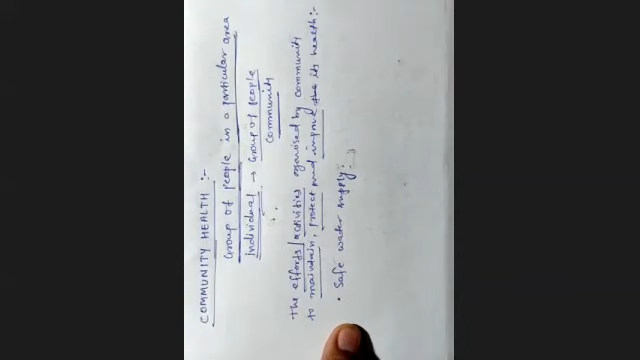 COMMUNITY HEALTH :-
Group of people in a particular area
individual → Group of people
community
The efforts/activities organised by community
to maintain, protect and improve the its health:-
• Safe water supply:-